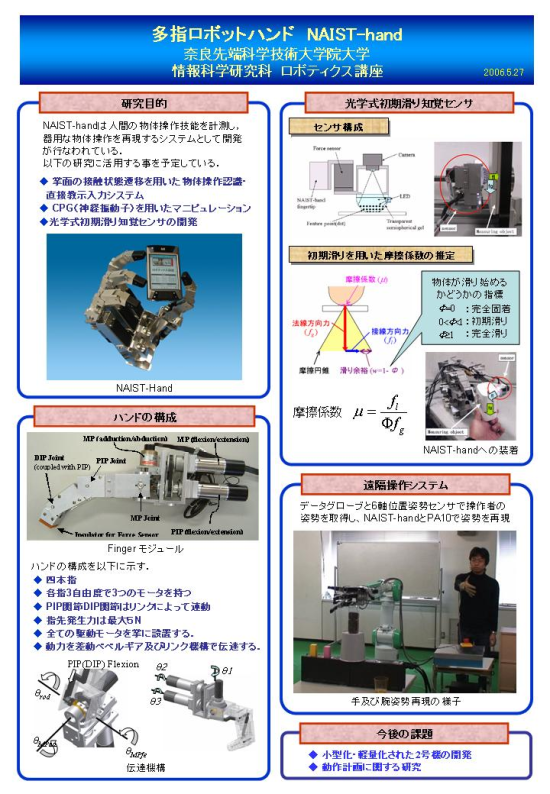 多指ロボットハンド NAIST-hand
奈良先端科学技術大学院大学
情報科学研究科 ロボティクス講座
2006.5.27
研究目的
NAIST-handは人間の物体操作技能を計測し，
器用な物体操作を再現するシステムとして開発
が行なわれている．
以下の研究に活用する事を予定している．
◆ 掌面の接触状態遷移を用いた物体操作認識・
直接教示入力システム
◆ CPG（神経振動子）を用いたマニピュレーション
◆光学式初期滑り知覚センサの開発
NAIST-Hand
ハンドの構成
MP (adduction/abduction)
MP (flexion/extension)
DIP Joint
(coupled with PIP)
PIP Joint
MP Joint
Insulator for Force Sensor
PIP (flexion/extension)
Finger モジュール
ハンドの構成を以下に示す．
◆ 四本指
◆ 各指3自由度で3つのモータを持つ
◆ PIP関節DIP関節はリンクによって連動
◆ 指先発生力は最大5N
◆ 全ての駆動モータを掌に設置する．
◆ 動力を差動ベベルギア及びリンク機構で伝達する．
PIP(DIP) Flexion
θrod
θ2
θ1
θ3
伝達機構
光学式初期滑り知覚センサ
センサ構成
Force sensor
Camera
LED
NAIST-hand
fingertip
Feature point(dot)
Transparent
semispherical gel
Measuring object
初期滑りを用いた摩擦係数の推定
摩擦係数 (μ)
法線方向力
(fg)
接線方向力
(fl)
摩擦円錐
滑り余裕 (w=1-Φ)
物体が滑り始める
かどうかの指標
Φ=0 ：完全固着
0<Φ<1：初期滑り
Φ≥1 ：完全滑り
摩擦係数 μ = fl / Φfg
Measuring object
NAIST-handへの装着
遠隔操作システム
データグローブと6軸位置姿勢センサで操作者の
姿勢を取得し、NAIST-handとPA10で姿勢を再現
手及び腕姿勢再現の様子
今後の課題
◆ 小型化・軽量化された2号機の開発
◆ 動作計画に関する研究